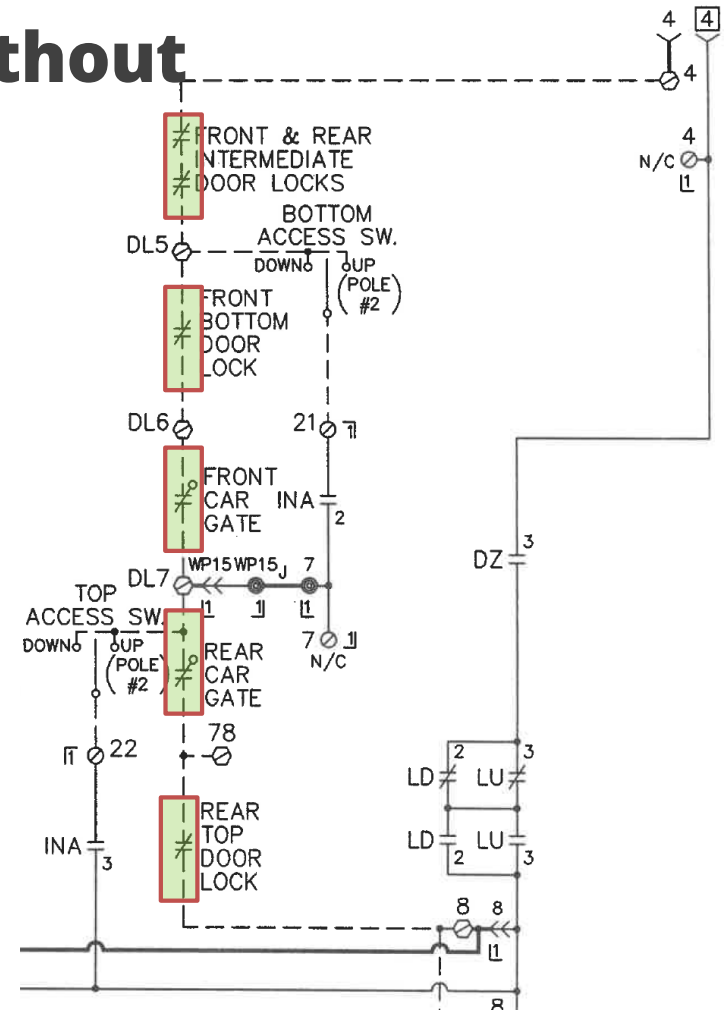 thout
4 4
4
4
N/C
1
FRONT & REAR
INTERMEDIATE
DOOR LOCKS
BOTTOM
ACCESS SW.
DL5
DOWN UP
(POLE
#2)
FRONT
BOTTOM
DOOR
LOCK
DL6
21 1
FRONT
CAR
GATE
INA
2
DZ 3
WP15 WP15 J 7
DL7
1 1 1
TOP
ACCESS SW.
DOWN UP
(POLE
#2)
REAR
CAR
GATE
7 1
N/C
78
1 22
2 3
LD LU
LD LU
2 3
INA
3
REAR
TOP
DOOR
LOCK
8 8
1
8